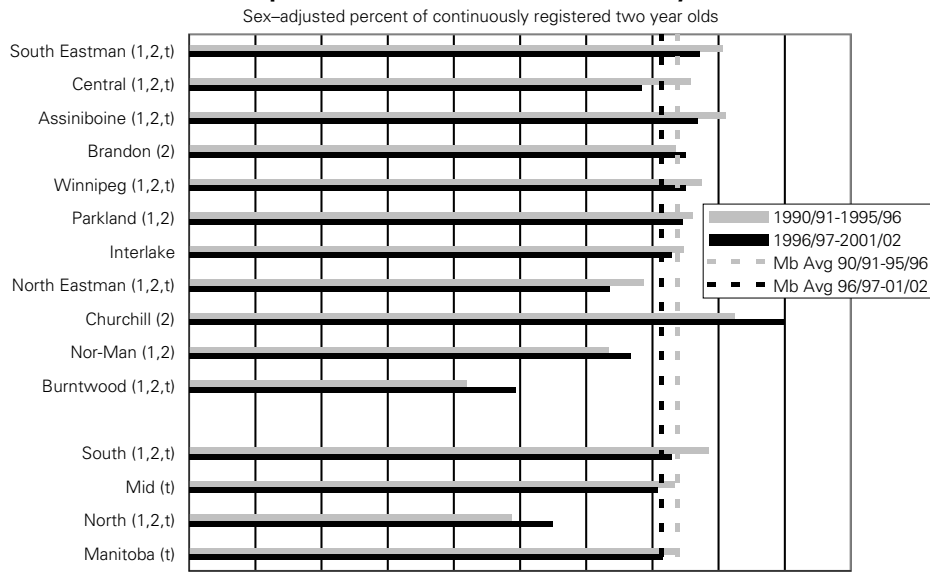 Sex–adjusted percent of continuously registered two year olds
South Eastman (1,2,t)
Central (1,2,t)
Assiniboine (1,2,t)
Brandon (2)
Winnipeg (1,2,t)
Parkland (1,2)
Interlake
North Eastman (1,2,t)
Churchill (2)
Nor-Man (1,2)
Burntwood (1,2,t)
South (1,2,t)
Mid (t)
North (1,2,t)
Manitoba (t)
1990/91-1995/96
1996/97-2001/02
Mb Avg 90/91-95/96
Mb Avg 96/97-01/02